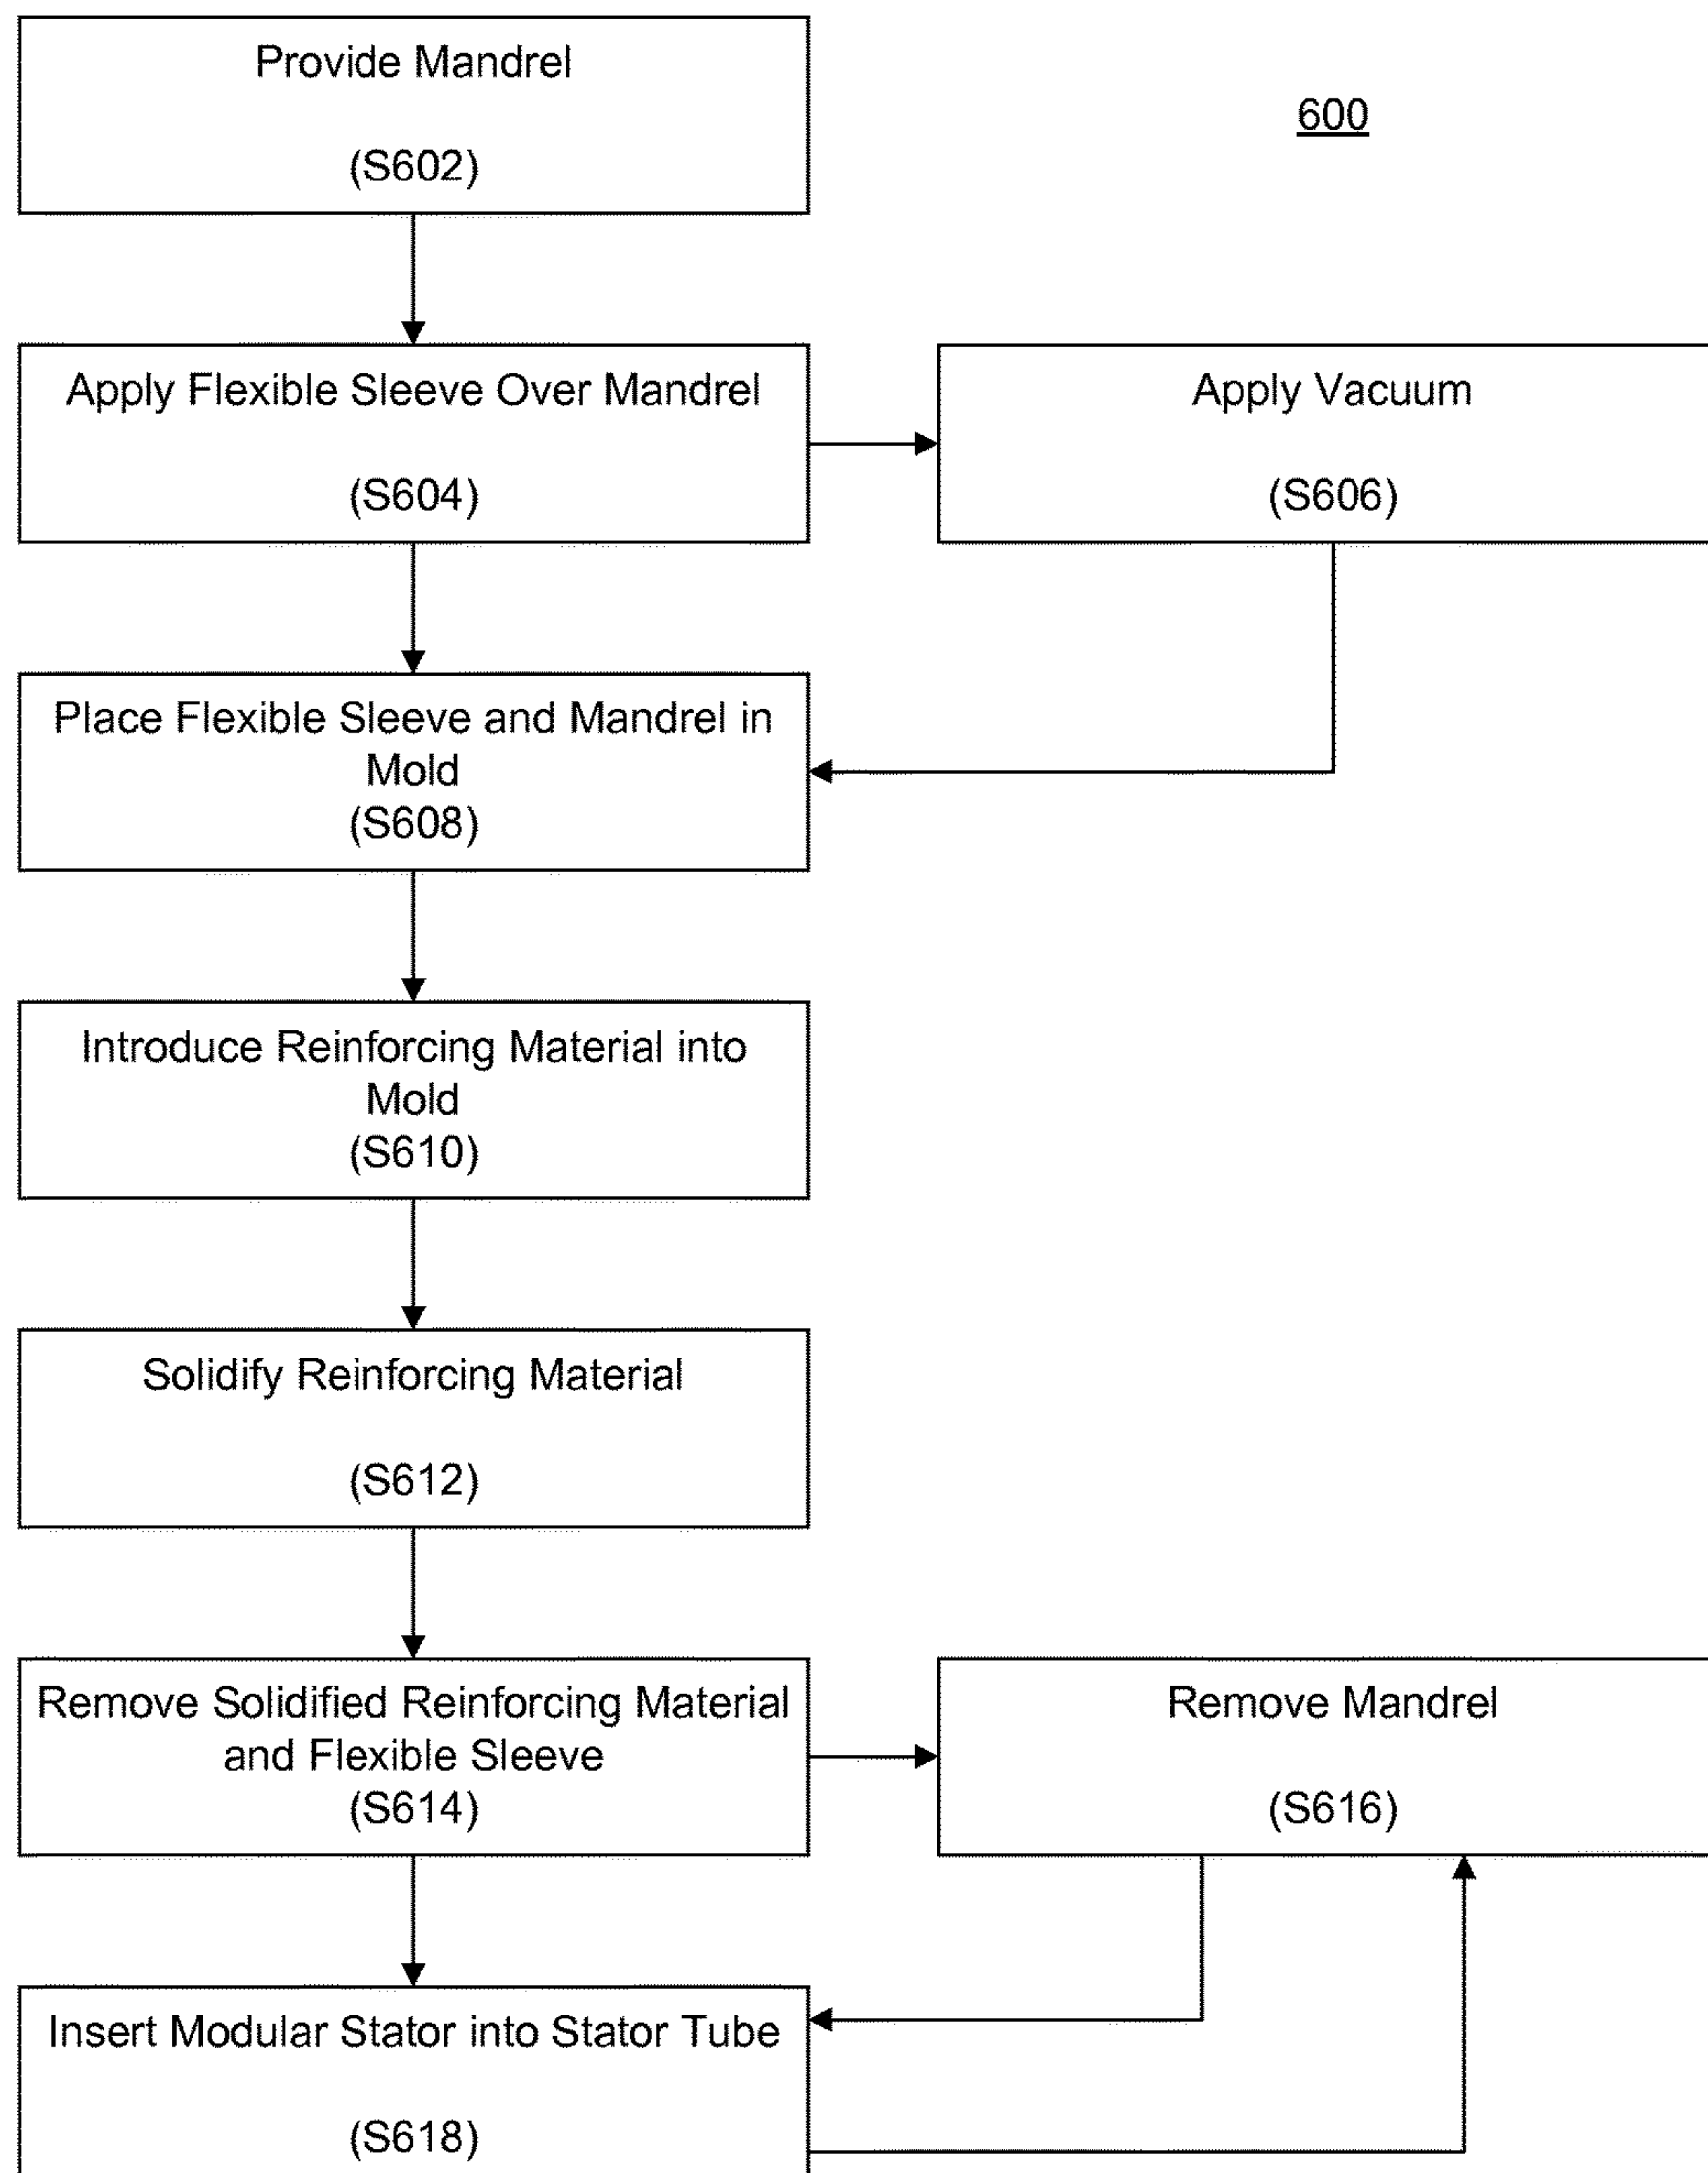 Provide Mandrel
(S602)
600
Apply Flexible Sleeve Over Mandrel
(S604)
Apply Vacuum
(S606)
Place Flexible Sleeve and Mandrel in
Mold
(S608)
Introduce Reinforcing Material into
Mold
(S610)
Solidify Reinforcing Material
(S612)
Remove Solidified Reinforcing Material
and Flexible Sleeve
(S614)
Remove Mandrel
(S616)
Insert Modular Stator into Stator Tube
(S618)